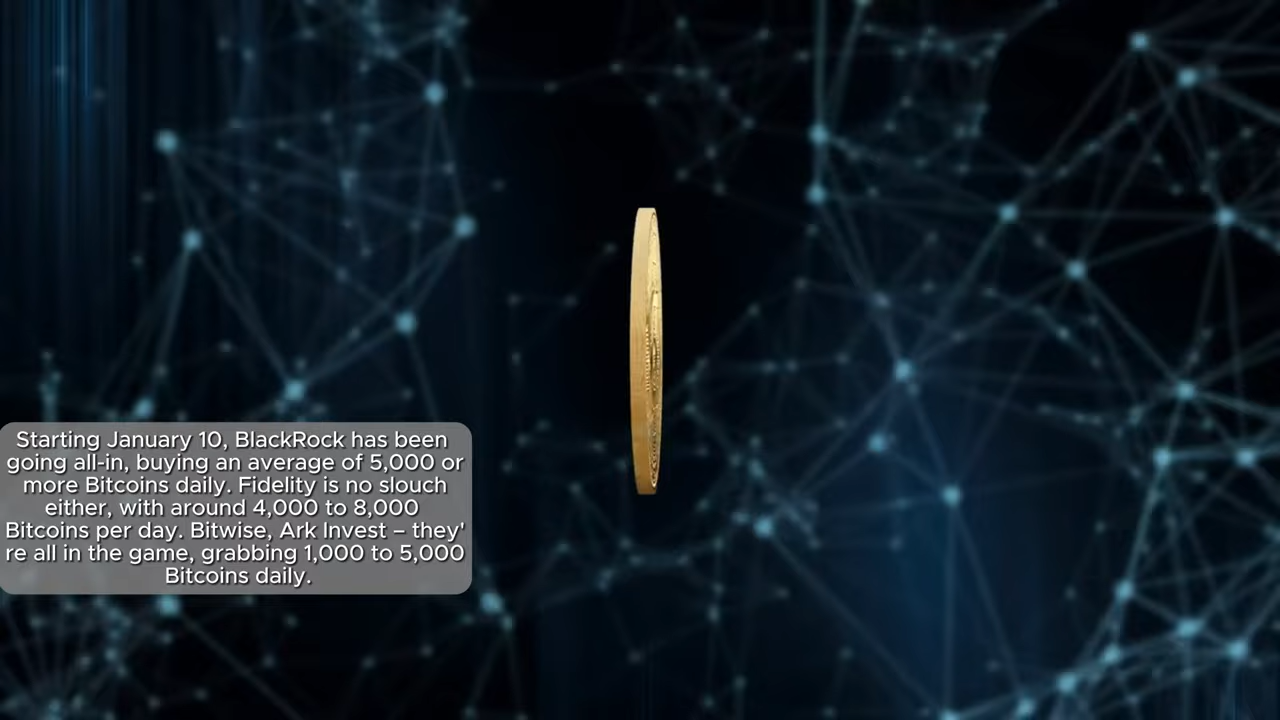 Starting January 10, BlackRock has been
going all-in, buying an average of 5,000 or
more Bitcoins daily. Fidelity is no slouch
either, with around 4,000 to 8,000
Bitcoins per day. Bitwise, Ark Invest – they'
re all in the game, grabbing 1,000 to 5,000
Bitcoins daily.